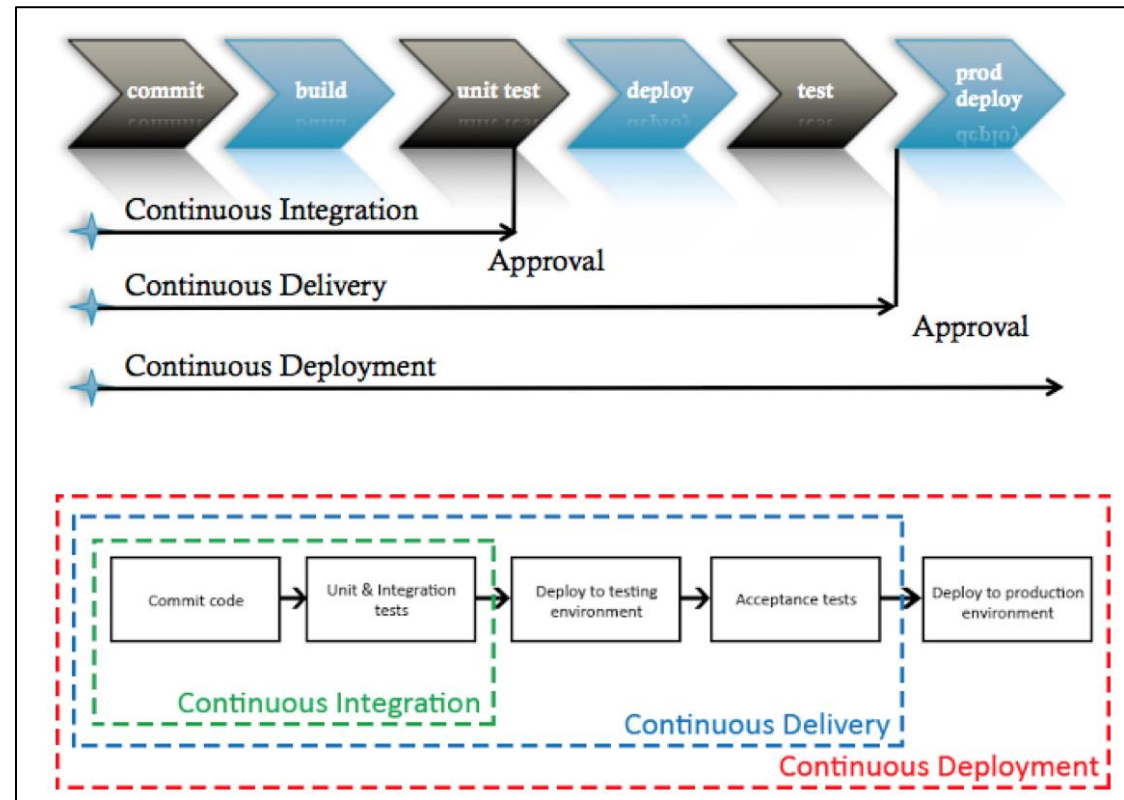 commit
build
unit test
deploy
test
prod
deploy
Continuous Integration
Approval
Continuous Delivery
Approval
Continuous Deployment
Commit code
Unit & Integration
tests
Deploy to testing
environment
Acceptance tests
Deploy to production
environment
Continuous Integration
Continuous Delivery
Continuous Deployment